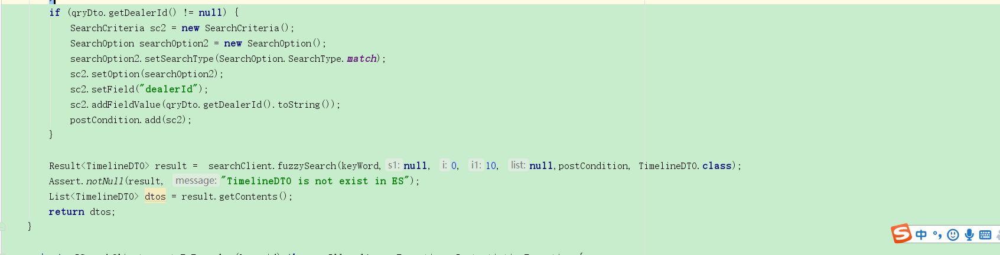 if (qryDto.getDealerId() != null) {
SearchCriteria sc2 = new SearchCriteria();
SearchOption searchOption2 = new SearchOption();
searchOption2.setSearchType(SearchOption.SearchType.match);
sc2.setOption(searchOption2);
sc2.setField("dealerId");
sc2.addFieldValue(qryDto.getDealerId().toString());
postCondition.add(sc2);
}
Result<TimelineDTO> result =  searchClient.fuzzySearch(keyWord, s1: null, i: 0, i1: 10, list: null,postCondition, TimelineDTO.class);
Assert.notNull(result, message: "TimelineDTO is not exist in ES");
List<TimelineDTO> dtos = result.getContents();
return dtos;
}
S 中 °,